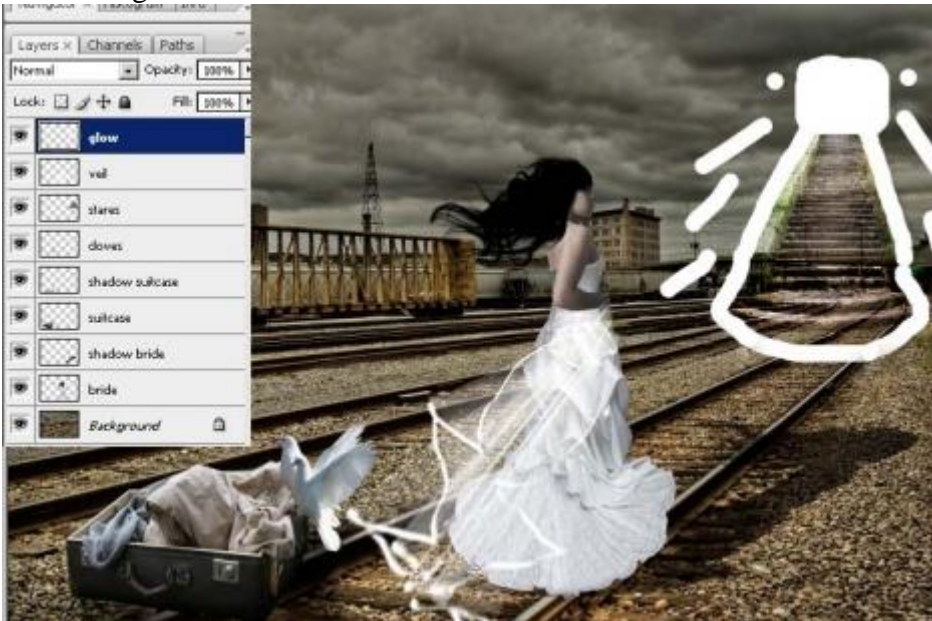 Layers × Channels Paths
Normal Opacity: 100%
Lock: Fill: 100%
glow
veil
stares
doves
shadow suitcase
suitcase
shadow bride
bride
Background